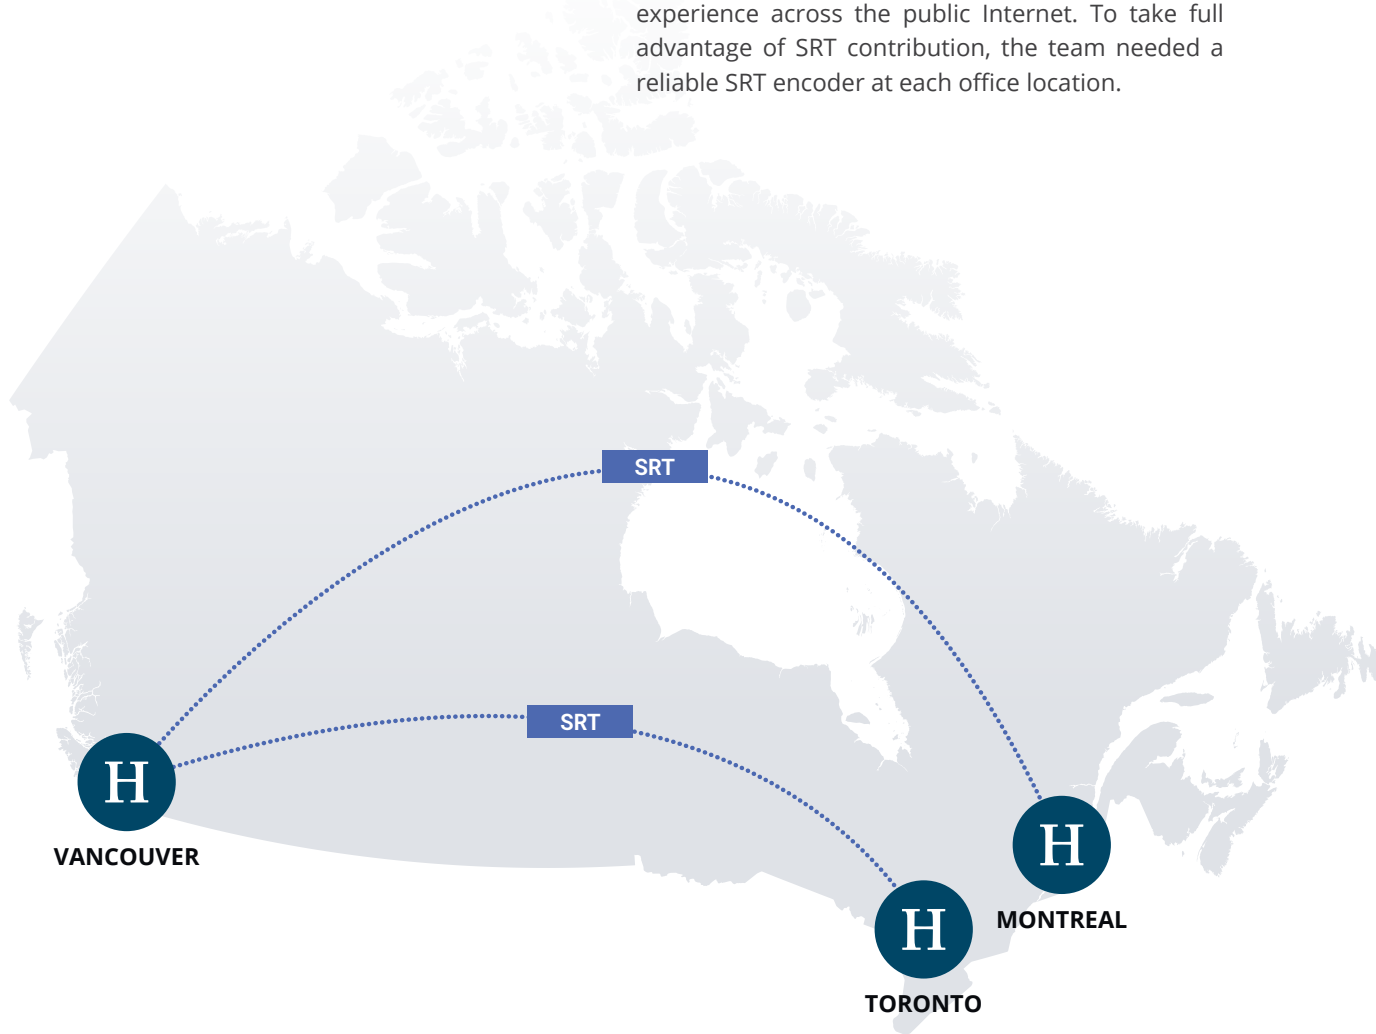 experience across the public Internet. To take full
advantage of SRT contribution, the team needed a
reliable SRT encoder at each office location.
SRT
SRT
H
VANCOUVER
H
MONTREAL
H
TORONTO